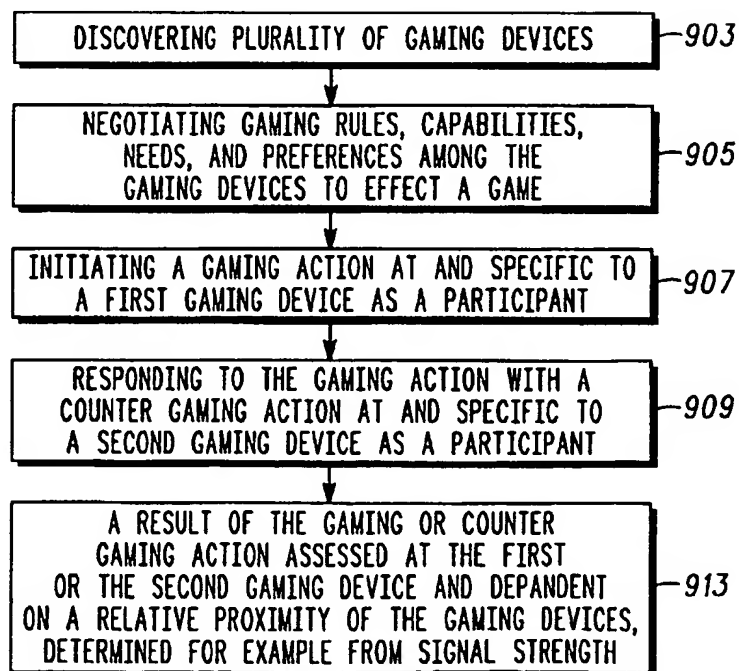 DISCOVERING PLURALITY OF GAMING DEVICES
903
NEGOTIATING GAMING RULES, CAPABILITIES,
NEEDS, AND PREFERENCES AMONG THE
GAMING DEVICES TO EFFECT A GAME
905
INITIATING A GAMING ACTION AT AND SPECIFIC TO
A FIRST GAMING DEVICE AS A PARTICIPANT
907
RESPONDING TO THE GAMING ACTION WITH A
COUNTER GAMING ACTION AT AND SPECIFIC TO
A SECOND GAMING DEVICE AS A PARTICIPANT
909
A RESULT OF THE GAMING OR COUNTER
GAMING ACTION ASSESSED AT THE FIRST
OR THE SECOND GAMING DEVICE AND DEPANDENT
ON A RELATIVE PROXIMITY OF THE GAMING DEVICES,
DETERMINED FOR EXAMPLE FROM SIGNAL STRENGTH
913